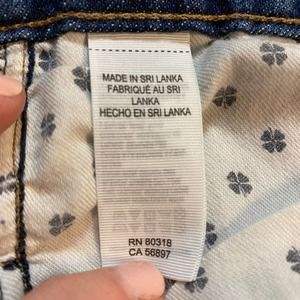 MADE IN SRI LANKA
FABRIQUÉ AU SRI
LANKA
HECHO EN SRI LANKA
RN 80318
CA 56897